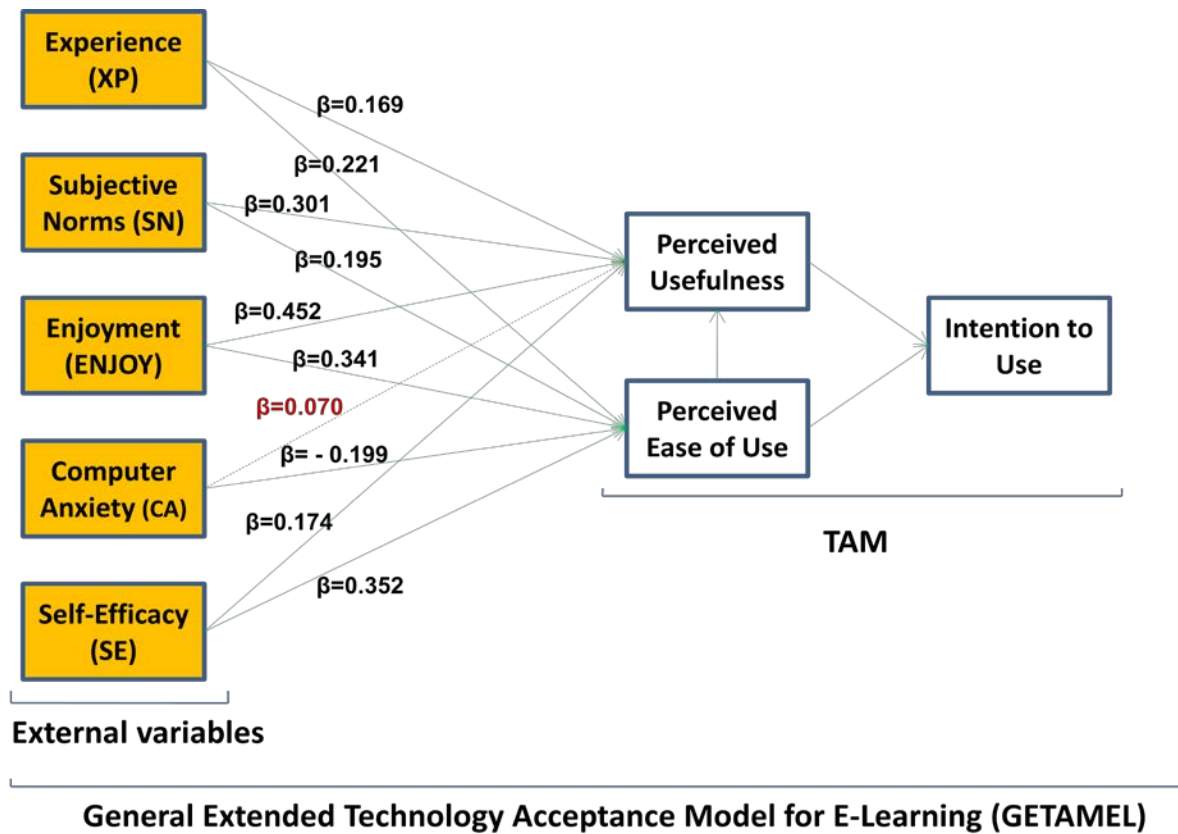 Experience
(XP)
β=0.169
β=0.221
Subjective
Norms (SN)
β=0.301
β=0.195
Perceived
Usefulness
Enjoyment
(ENJOY)
β=0.452
β=0.341
Intention to
Use
β=0.070
Perceived
Ease of Use
Computer
Anxiety (CA)
β= - 0.199
β=0.174
TAM
Self-Efficacy
(SE)
β=0.352
External variables
General Extended Technology Acceptance Model for E-Learning (GETAMEL)